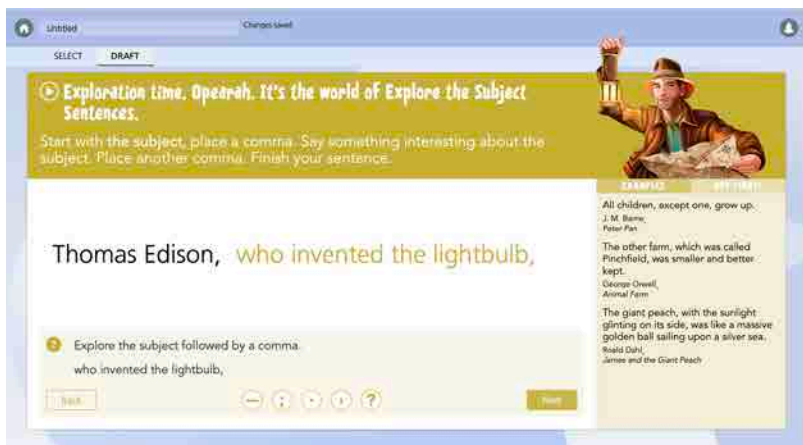 Untitled
Changes saved
SELECT DRAFT
Exploration time, Opearah. It's the world of Explore the Subject
Sentences.
Start with the subject, place a comma. Say something interesting about the
subject. Place another comma. Finish your sentence.
EXAMPLES
All children, except one, grow up.
J. M. Barrie,
Peter Pan
The other farm, which was called
Pinchfield, was smaller and better
kept.
George Orwell,
Animal Farm
The giant peach, with the sunlight
glinting on its side, was like a massive
golden ball sailing upon a silver sea.
Roald Dahl,
James and the Giant Peach
Thomas Edison, who invented the lightbulb,
2 Explore the subject followed by a comma.
who invented the lightbulb,
Back — ; . , ? Next